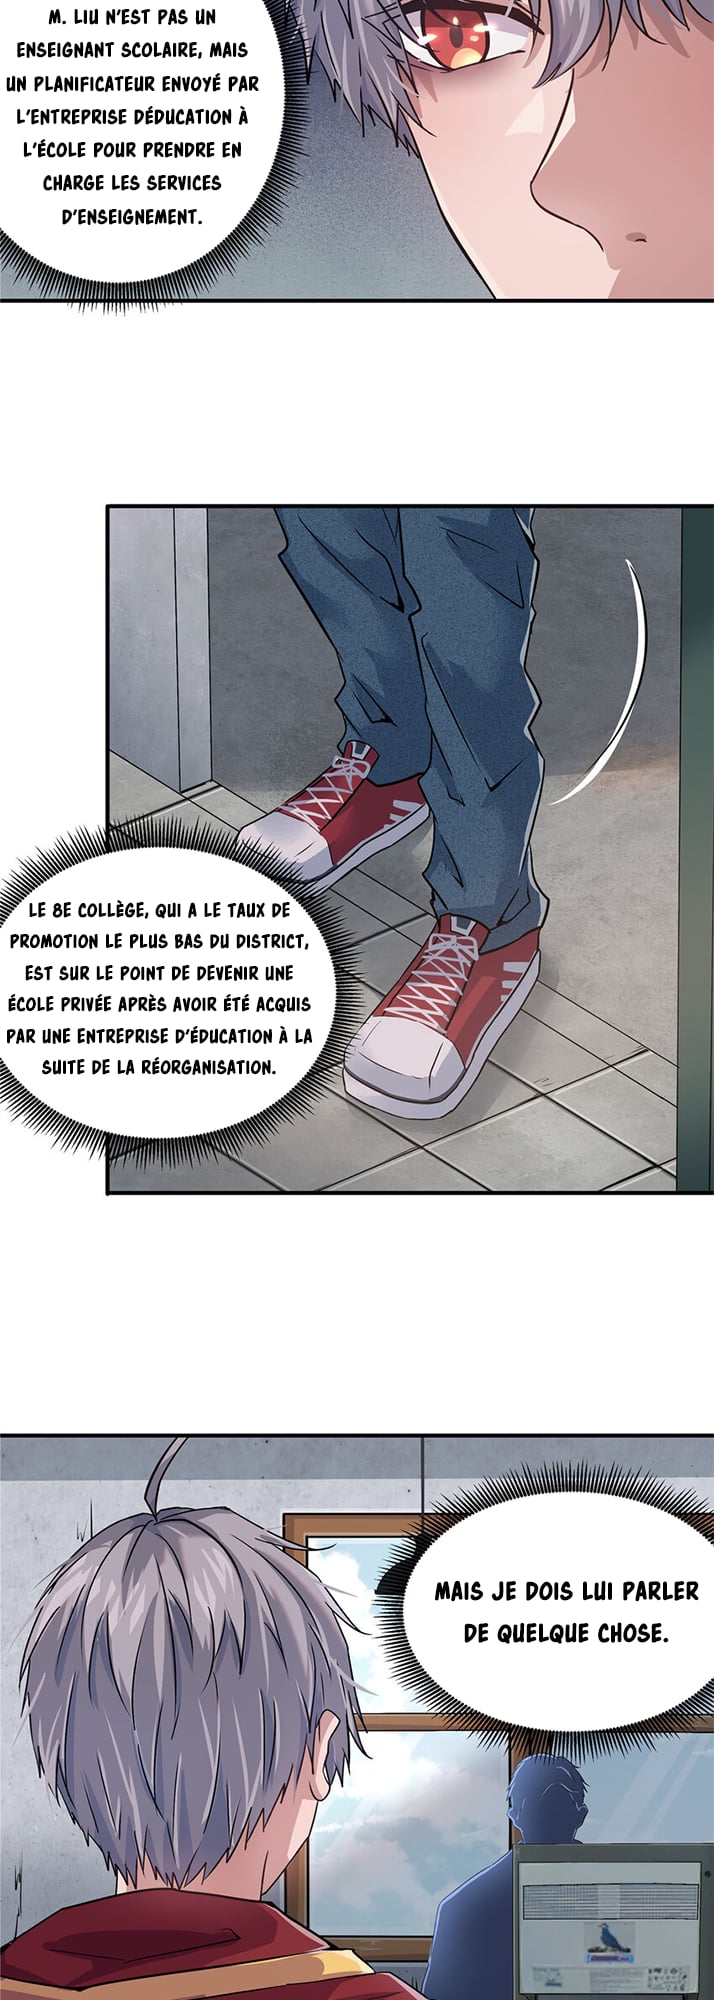 M. LIU N'EST PAS UN
ENSEIGNANT SCOLAIRE, MAIS
UN PLANIFICATEUR ENVOYÉ PAR
L'ENTREPRISE DÉDUCATION À
L'ÉCOLE POUR PRENDRE EN
CHARGE LES SERVICES
D'ENSEIGNEMENT.
LE 8E COLLÈGE, QUI A LE TAUX DE
PROMOTION LE PLUS BAS DU DISTRICT,
EST SUR LE POINT DE DEVENIR UNE
ÉCOLE PRIVÉE APRÈS AVOIR ÉTÉ ACQUIS
PAR UNE ENTREPRISE D'ÉDUCATION À LA
SUITE DE LA RÉORGANISATION.
MAIS JE DOIS LUI PARLER
DE QUELQUE CHOSE.